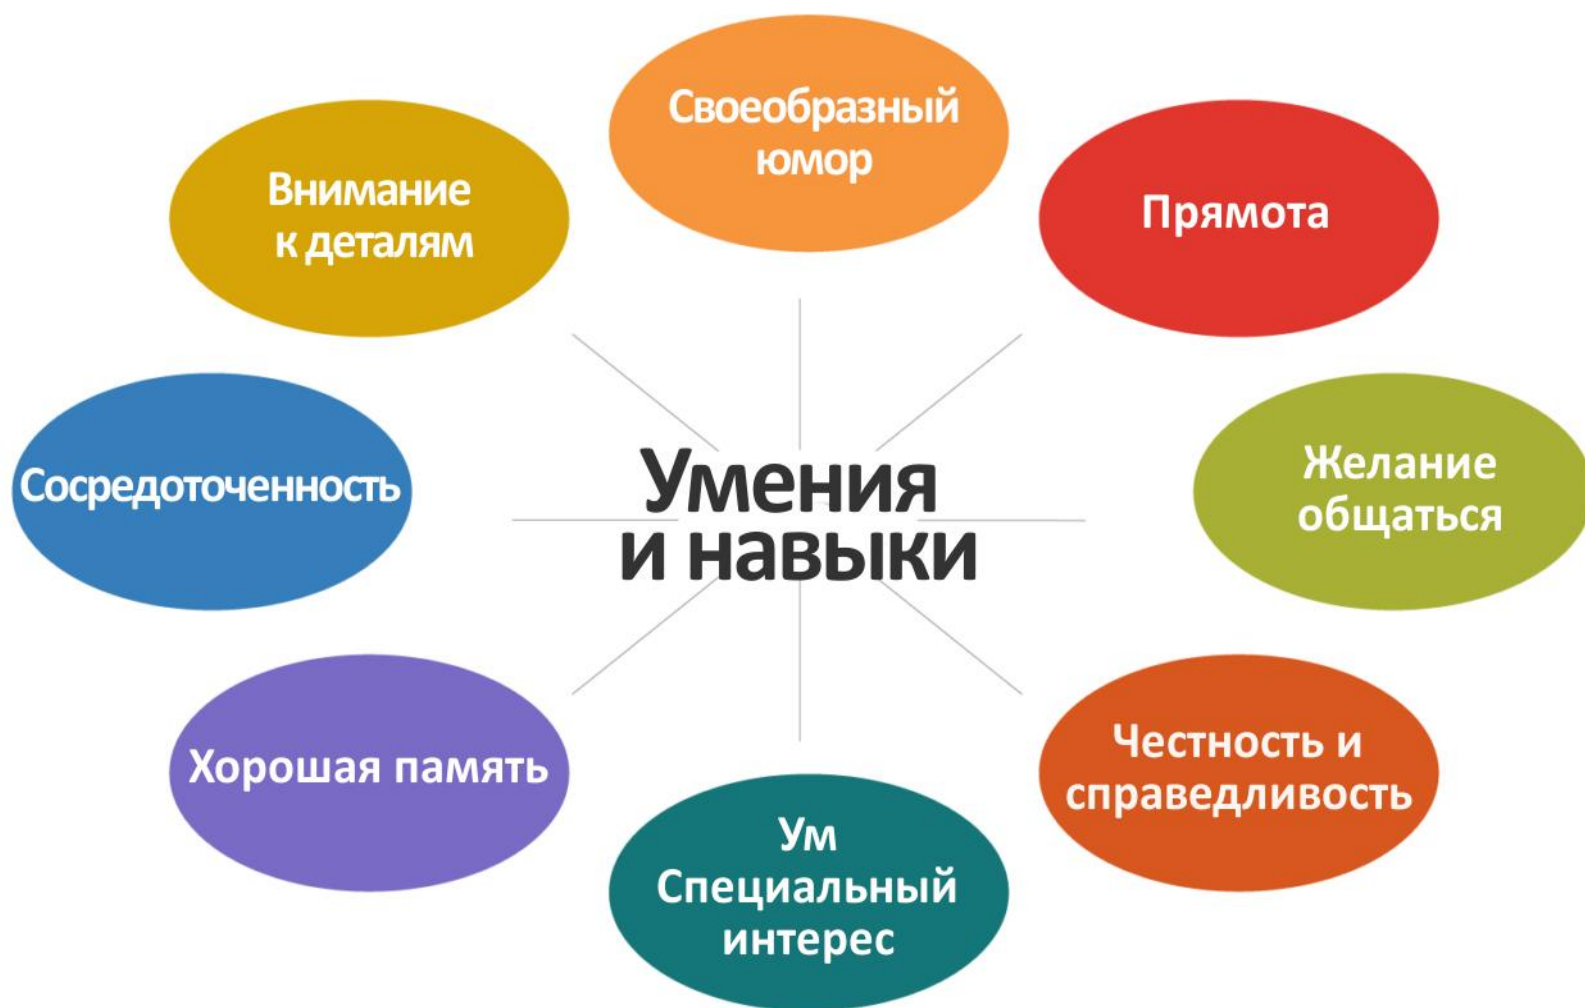 Своеобразный
юмор
Внимание
к деталям
Прямота
Сосредоточенность
Умения
и навыки
Желание
общаться
Хорошая память
Честность и
справедливость
Ум
Специальный
интерес